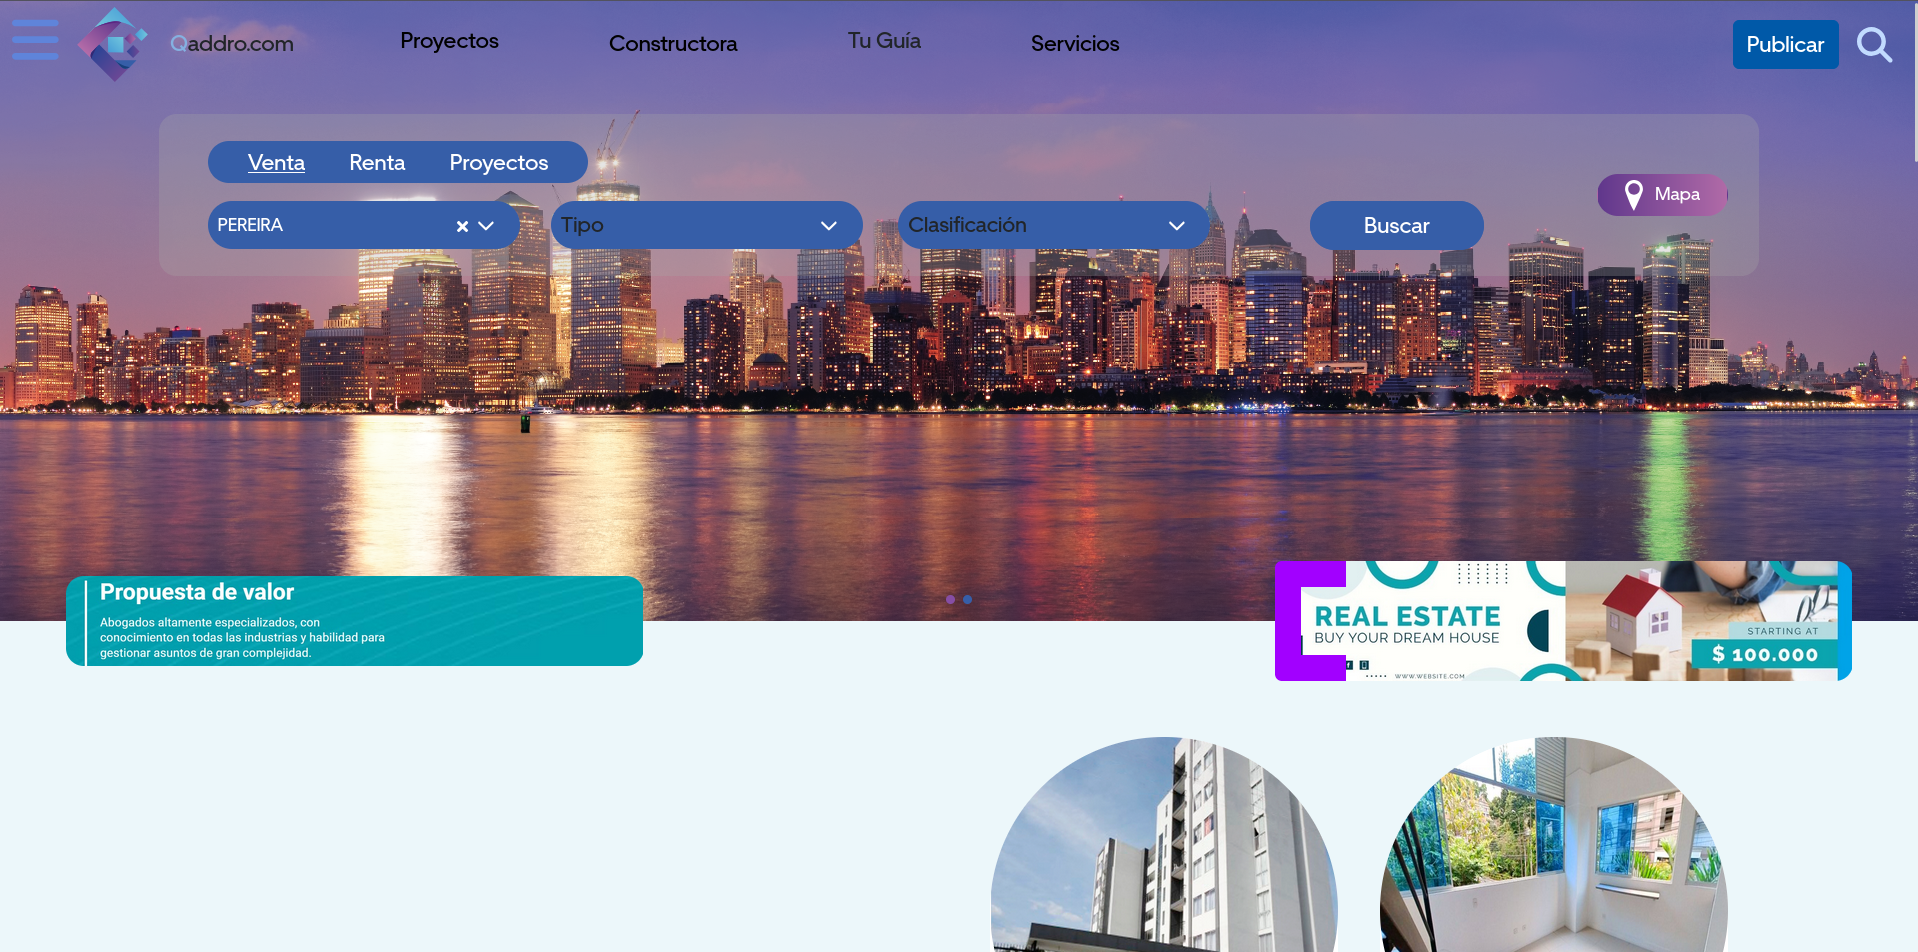 Qaddro.com
Proyectos
Constructora
Tu Guía
Servicios
Publicar
Venta
Renta
Proyectos
Mapa
PEREIRA
Tipo
Clasificación
Buscar
Propuesta de valor
Abogados altamente especializados, con
conocimiento en todas las industrias y habilidad para
gestionar asuntos de gran complejidad.
REAL ESTATE
BUY YOUR DREAM HOUSE
STARTING AT
$ 100.000
WWW.WEBSITE.COM